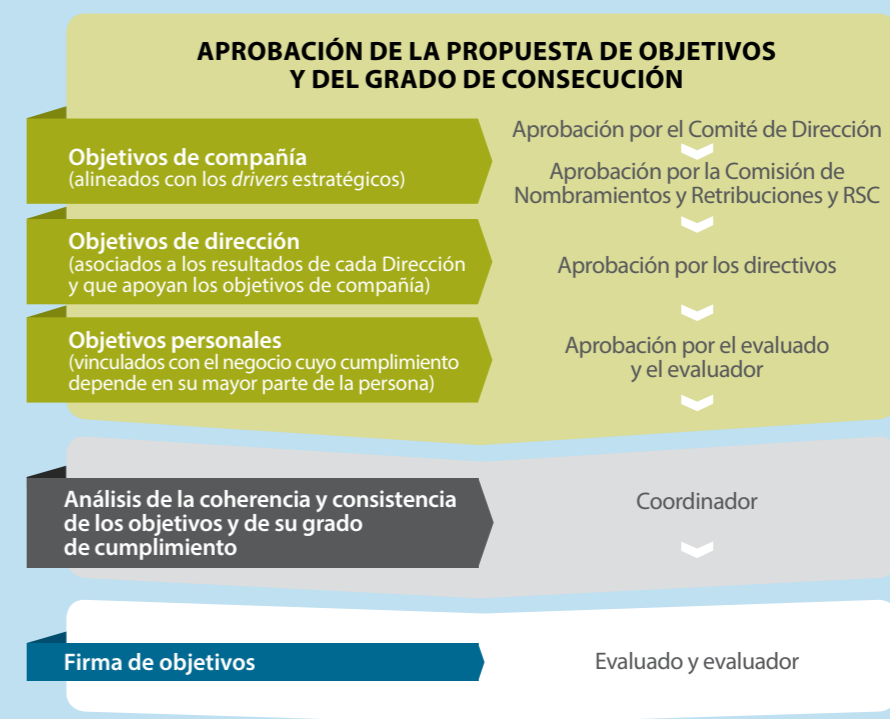 APROBACIÓN DE LA PROPUESTA DE OBJETIVOS
Y DEL GRADO DE CONSECUCIÓN
Objetivos de compañía
(alineados con los drivers estratégicos)
Aprobación por el Comité de Dirección
Aprobación por la Comisión de
Nombramientos y Retribuciones y RSC
Objetivos de dirección
(asociados a los resultados de cada Dirección
y que apoyan los objetivos de compañía)
Aprobación por los directivos
Objetivos personales
(vinculados con el negocio cuyo cumplimiento
depende en su mayor parte de la persona)
Aprobación por el evaluado
y el evaluador
Análisis de la coherencia y consistencia
de los objetivos y de su grado
de cumplimiento
Coordinador
Firma de objetivos
Evaluado y evaluador